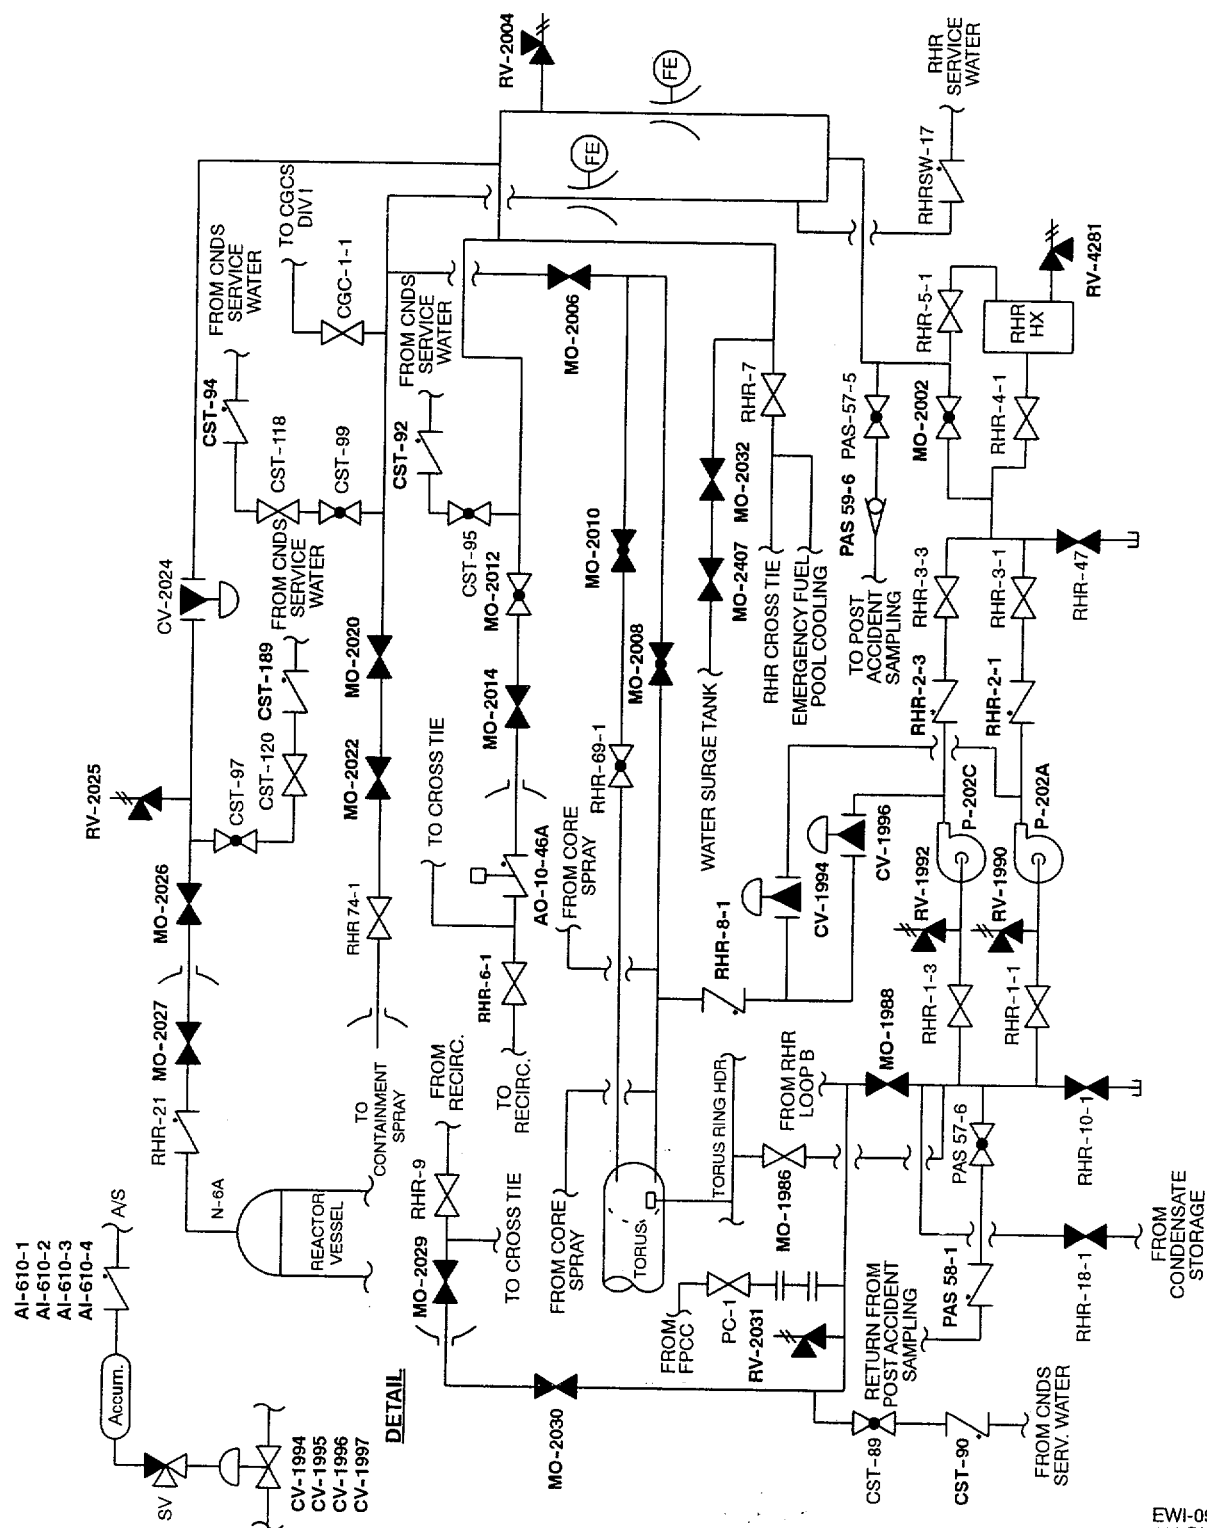 AI-610-1
AI-610-2
AI-610-3
AI-610-4
A/S
Accum.
SV
CV-1994
CV-1995
CV-1996
CV-1997
DETAIL
N-6A
REACTOR
VESSEL
RHR-21
MO-2027
MO-2026
RV-2025
CST-97
CST-120
CST-189
FROM CNDS
SERVICE
WATER
CV-2024
CST-94
FROM CNDS
SERVICE
WATER
CST-118
CST-99
TO CGCS
DIV I
CGC-1-1
RV-2004
FE
FE
TO
CONTAINMENT
SPRAY
RHR 74-1
MO-2022
MO-2020
FROM
RECIRC.
RHR-9
MO-2029
TO CROSS TIE
MO-2030
TO
RECIRC.
RHR-6-1
TO CROSS TIE
AO-10-46A
MO-2014
MO-2012
CST-95
CST-92
FROM CNDS
SERVICE
WATER
MO-2006
FROM CORE
SPRAY
FROM CORE
SPRAY
TORUS
RHR-69-1
MO-2010
MO-2008
WATER SURGE TANK
MO-2407
MO-2032
RHR-7
RHR CROSS TIE
EMERGENCY FUEL
POOL COOLING
TORUS RING HDR
MO-1986
FROM RHR
LOOP B
FROM
FPCC
PC-1
RV-2031
RHR-8-1
CV-1994
CV-1996
MO-1988
RHR-1-3
RHR-1-1
RV-1992
RV-1990
P-202C
P-202A
RHR-2-3
RHR-2-1
RHR-3-3
RHR-3-1
RHR-47
TO POST
ACCIDENT
SAMPLING
PAS 59-6
PAS-57-5
MO-2002
RHR-4-1
RHR-5-1
RHR
HX
RV-4281
RHRSW-17
RHR
SERVICE
WATER
RETURN FROM
POST ACCIDENT
SAMPLING
PAS 58-1
PAS 57-6
RHR-10-1
RHR-18-1
FROM
CONDENSATE
STORAGE
CST-89
CST-90
FROM CNDS
SERV. WATER